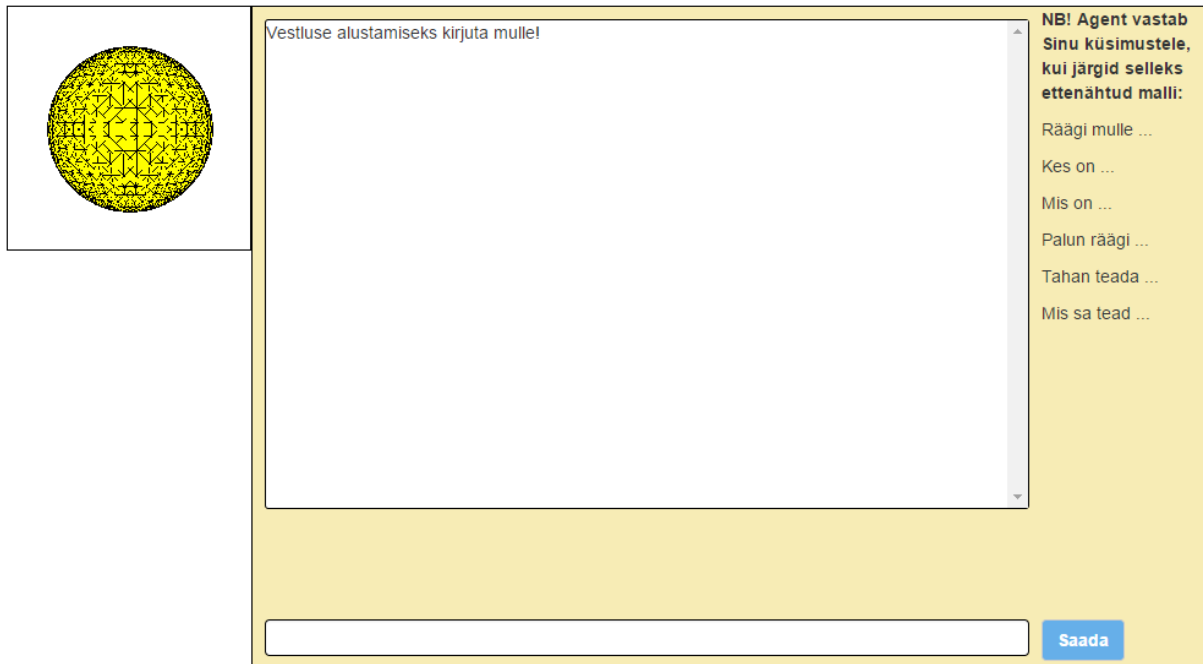 Vestluse alustamiseks kirjuta mulle!
NB! Agent vastab
Sinu küsimustele,
kui järgid selleks
ettenähtud malli:
Räägi mulle ...
Kes on ...
Mis on ...
Palun räägi ...
Tahan teada ...
Mis sa tead ...
Saada